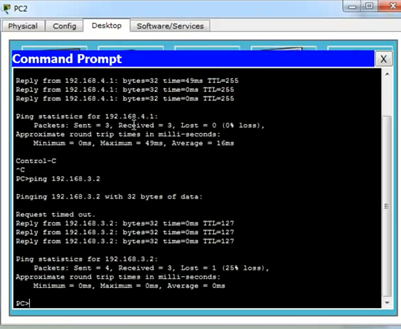 PC2
Physical Config Desktop Software/Services
Command Prompt X
Reply from 192.168.4.1: bytes=32 time=49ms TTL=255
Reply from 192.168.4.1: bytes=32 time=0ms TTL=255
Reply from 192.168.4.1: bytes=32 time=0ms TTL=255
Ping statistics for 192.168.4.1:
Packets: Sent = 3, Received = 3, Lost = 0 (0% loss),
Approximate round trip times in milli-seconds:
Minimum = 0ms, Maximum = 49ms, Average = 16ms
Control-C
^C
PC>ping 192.168.3.2
Pinging 192.168.3.2 with 32 bytes of data:
Request timed out.
Reply from 192.168.3.2: bytes=32 time=0ms TTL=127
Reply from 192.168.3.2: bytes=32 time=0ms TTL=127
Reply from 192.168.3.2: bytes=32 time=0ms TTL=127
Ping statistics for 192.168.3.2:
Packets: Sent = 4, Received = 3, Lost = 1 (25% loss),
Approximate round trip times in milli-seconds:
Minimum = 0ms, Maximum = 0ms, Average = 0ms
PC>